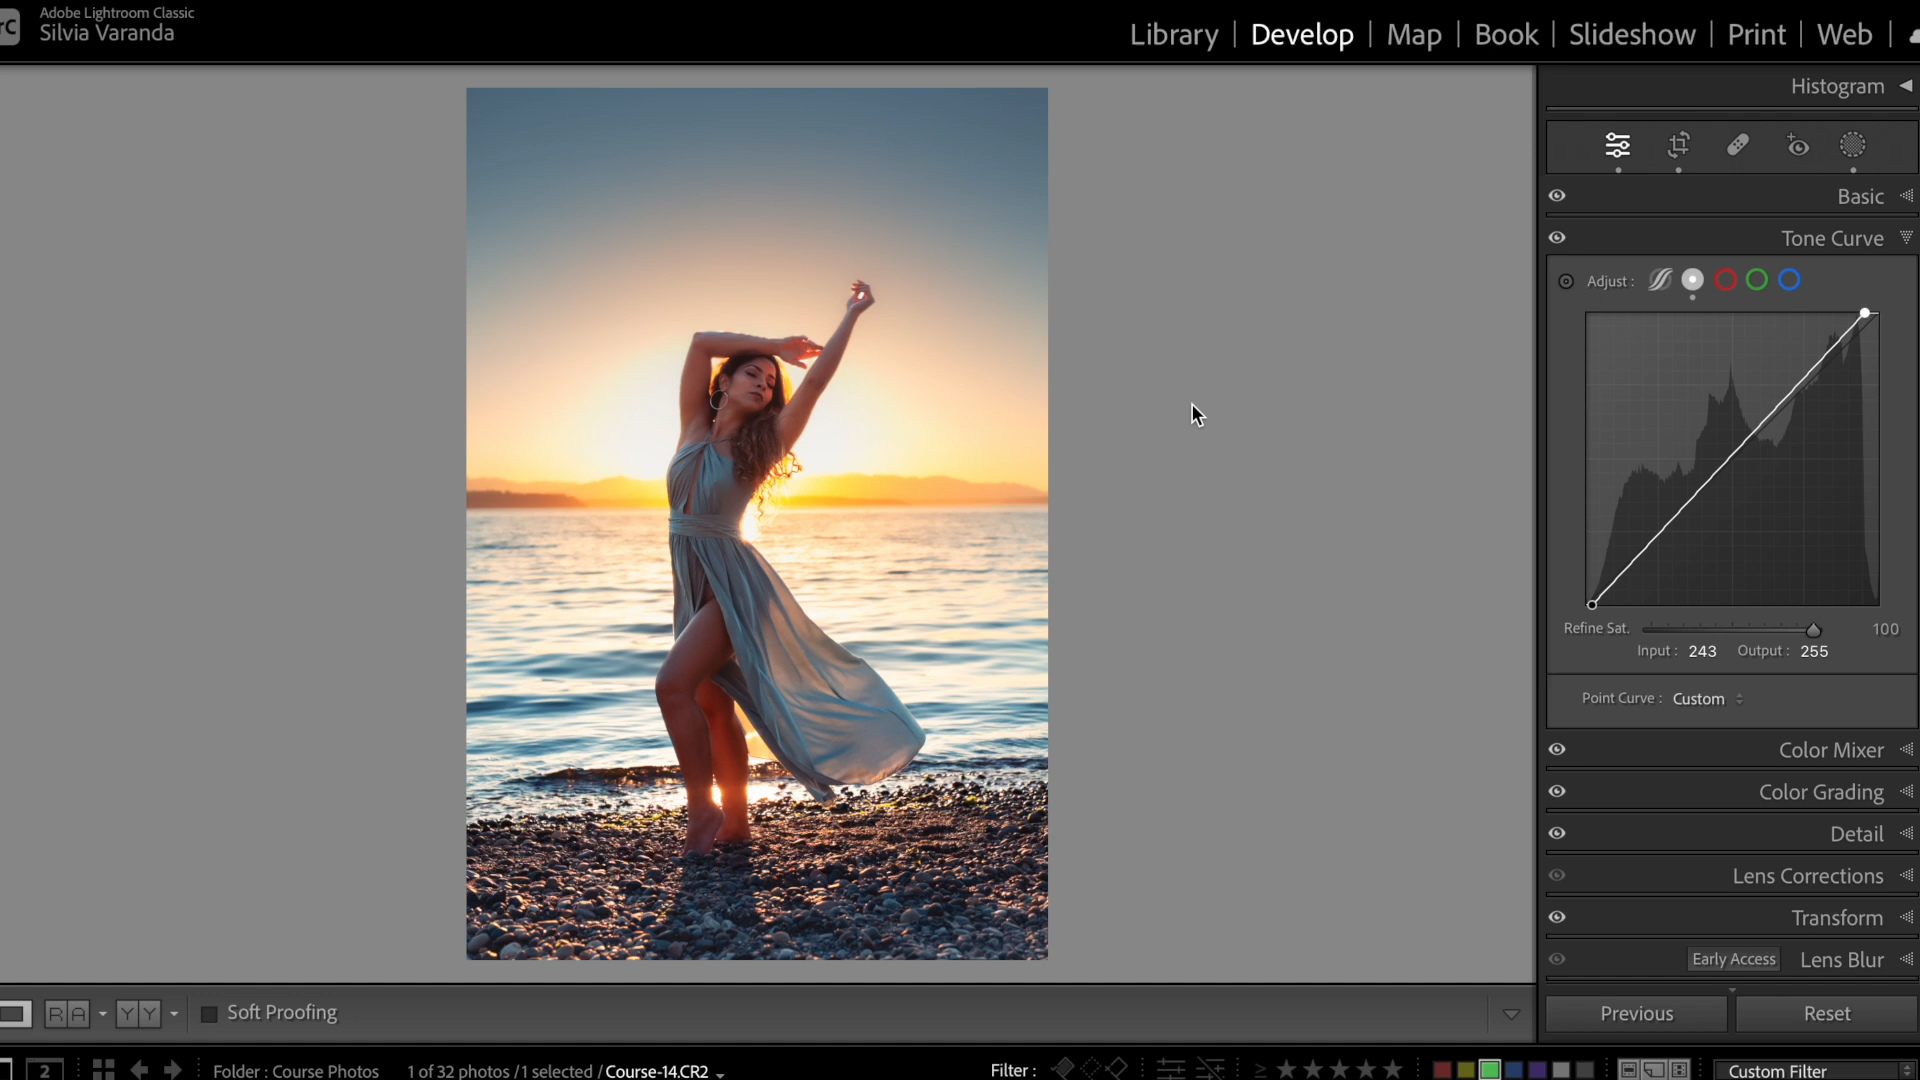 rC
Adobe Lightroom Classic
Silvia Varanda
Library | Develop | Map | Book | Slideshow | Print | Web |
Histogram
Basic
Tone Curve
Adjust :
Refine Sat. 100
Input : 243 Output : 255
Point Curve : Custom
Color Mixer
Color Grading
Detail
Lens Corrections
Transform
Early Access Lens Blur
R A Y Y Soft Proofing
Previous Reset
2 Folder : Course Photos 1 of 32 photos /1 selected / Course-14.CR2 Filter : ≥ Custom Filter